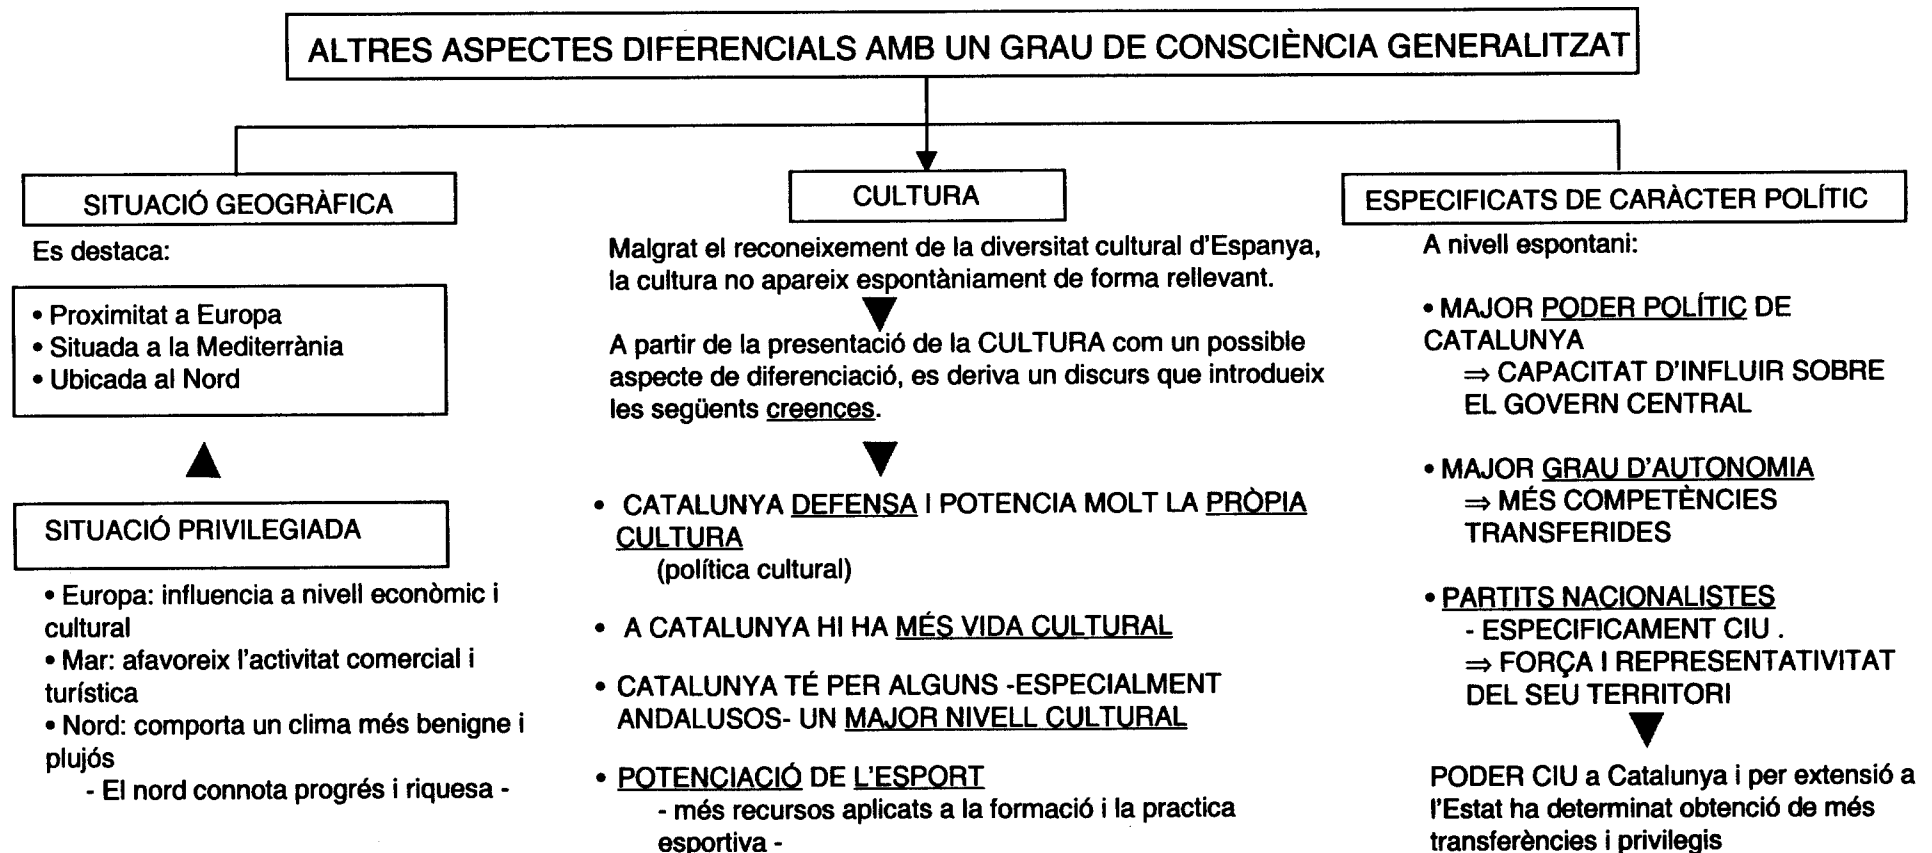 ALTRES ASPECTES DIFERENCIALS AMB UN GRAU DE CONSCIÈNCIA GENERALITZAT
SITUACIÓ GEOGRÀFICA
Es destaca:
• Proximitat a Europa
• Situada a la Mediterrània
• Ubicada al Nord
SITUACIÓ PRIVILEGIADA
• Europa: influencia a nivell econòmic i
cultural
• Mar: afavoreix l'activitat comercial i
turística
• Nord: comporta un clima més benigne i
plujós
- El nord connota progrés i riquesa -
CULTURA
Malgrat el reconeixement de la diversitat cultural d'Espanya,
la cultura no apareix espontàniament de forma rellevant.
A partir de la presentació de la CULTURA com un possible
aspecte de diferenciació, es deriva un discurs que introdueix
les següents creences.
• CATALUNYA DEFENSA I POTENCIA MOLT LA PRÒPIA
CULTURA
(política cultural)
• A CATALUNYA HI HA MÉS VIDA CULTURAL
• CATALUNYA TÉ PER ALGUNS -ESPECIALMENT
ANDALUSOS- UN MAJOR NIVELL CULTURAL
• POTENCIACIÓ DE L'ESPORT
- més recursos aplicats a la formació i la practica
esportiva -
ESPECIFICATS DE CARÀCTER POLÍTIC
A nivell espontani:
• MAJOR PODER POLÍTIC DE
CATALUNYA
⇒ CAPACITAT D'INFLUIR SOBRE
EL GOVERN CENTRAL
• MAJOR GRAU D'AUTONOMIA
⇒ MÉS COMPETÈNCIES
TRANSFERIDES
• PARTITS NACIONALISTES
- ESPECIFICAMENT CIU .
⇒ FORÇA I REPRESENTATIVITAT
DEL SEU TERRITORI
PODER CIU a Catalunya i per extensió a
l'Estat ha determinat obtenció de més
transferències i privilegis